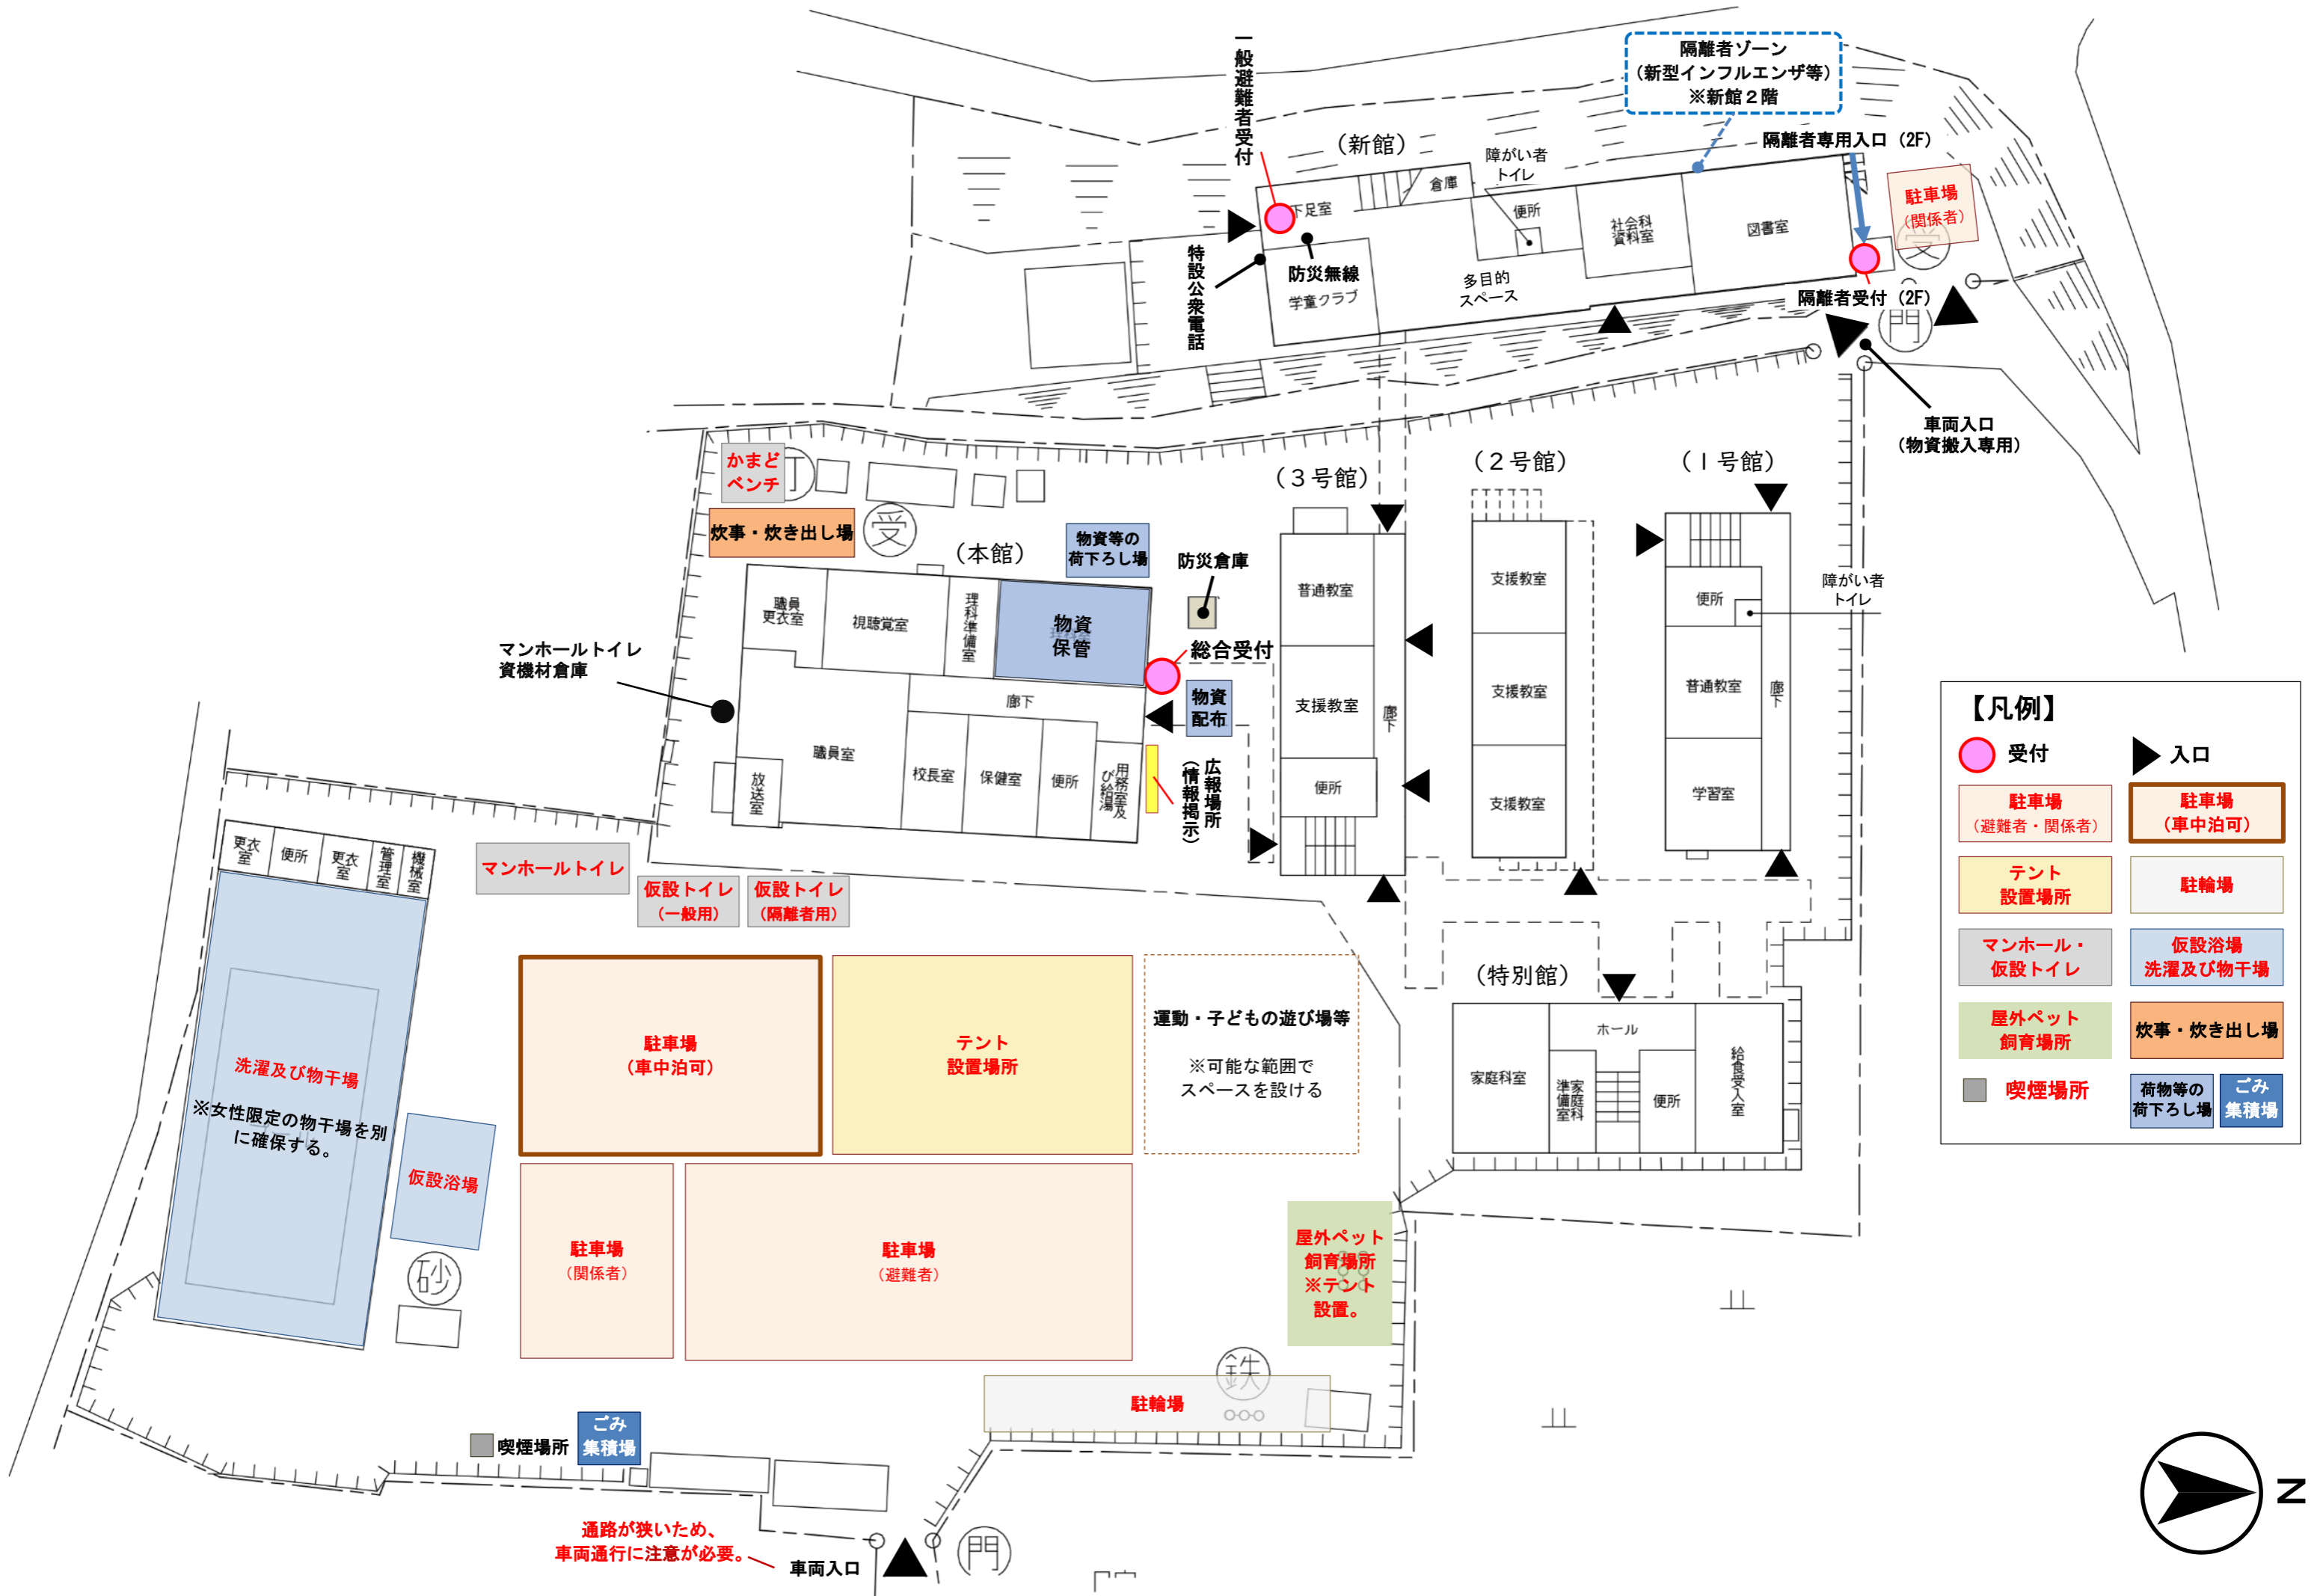 一般避難者受付
隔離者ゾーン
（新型インフルエンザ等）
※新館２階
（新館）
障がい者
トイレ
隔離者専用入口（2F）
駐車場
（関係者）
受
倉庫
下足室
便所
社会科
資料室
図書室
特設公衆電話
防災無線
学童クラブ
多目的
スペース
隔離者受付（2F）
門
車両入口
（物資搬入専用）
かまど
ベンチ
炊事・炊き出し場
受
（本館）
物資等の
荷下ろし場
防災倉庫
（３号館）
（２号館）
（１号館）
職員
更衣室
視聴覚室
理科準備室
物資
保管
総合受付
物資
配布
マンホールトイレ
資機材倉庫
廊下
職員室
放送室
校長室
保健室
便所
用務室及
び給湯
広報場所
（情報掲示）
普通教室
支援教室
廊下
便所
支援教室
支援教室
支援教室
便所
障がい者
トイレ
普通教室
廊下
学習室
【凡例】
受付
入口
駐車場
（避難者・関係者）
駐車場
（車中泊可）
テント
設置場所
駐輪場
マンホール・
仮設トイレ
仮設浴場
洗濯及び物干場
屋外ペット
飼育場所
炊事・炊き出し場
喫煙場所
荷物等の
荷下ろし場
ごみ
集積場
更衣室
便所
更衣室
管理室
機械室
マンホールトイレ
仮設トイレ
（一般用）
仮設トイレ
（隔離者用）
洗濯及び物干場
※女性限定の物干場を別
に確保する。
仮設浴場
砂
駐車場
（車中泊可）
テント
設置場所
運動・子どもの遊び場等
※可能な範囲で
スペースを設ける
駐車場
（関係者）
駐車場
（避難者）
（特別館）
ホール
家庭科室
家庭科
準備室
便所
給食受入室
屋外ペット
飼育場所
※テント
設置。
鉄
駐輪場
喫煙場所
ごみ
集積場
通路が狭いため、
車両通行に注意が必要。
車両入口
門
N